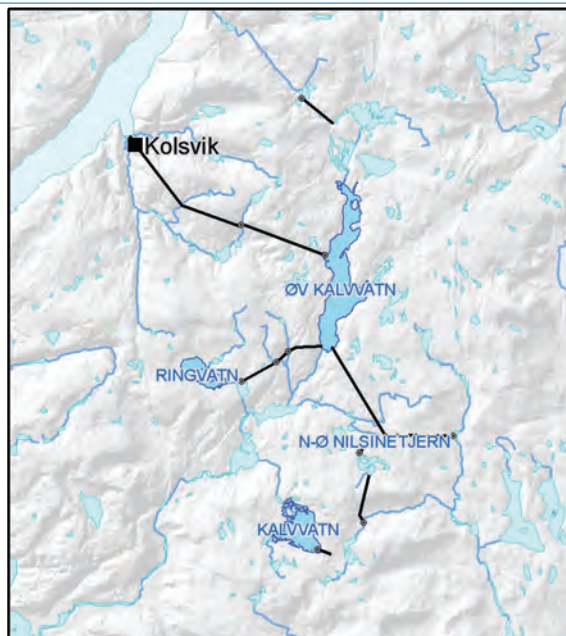 Kolsvik
ØV KALVVATN
RINGVATN
N-Ø NILSINETJERN
KALVVATN